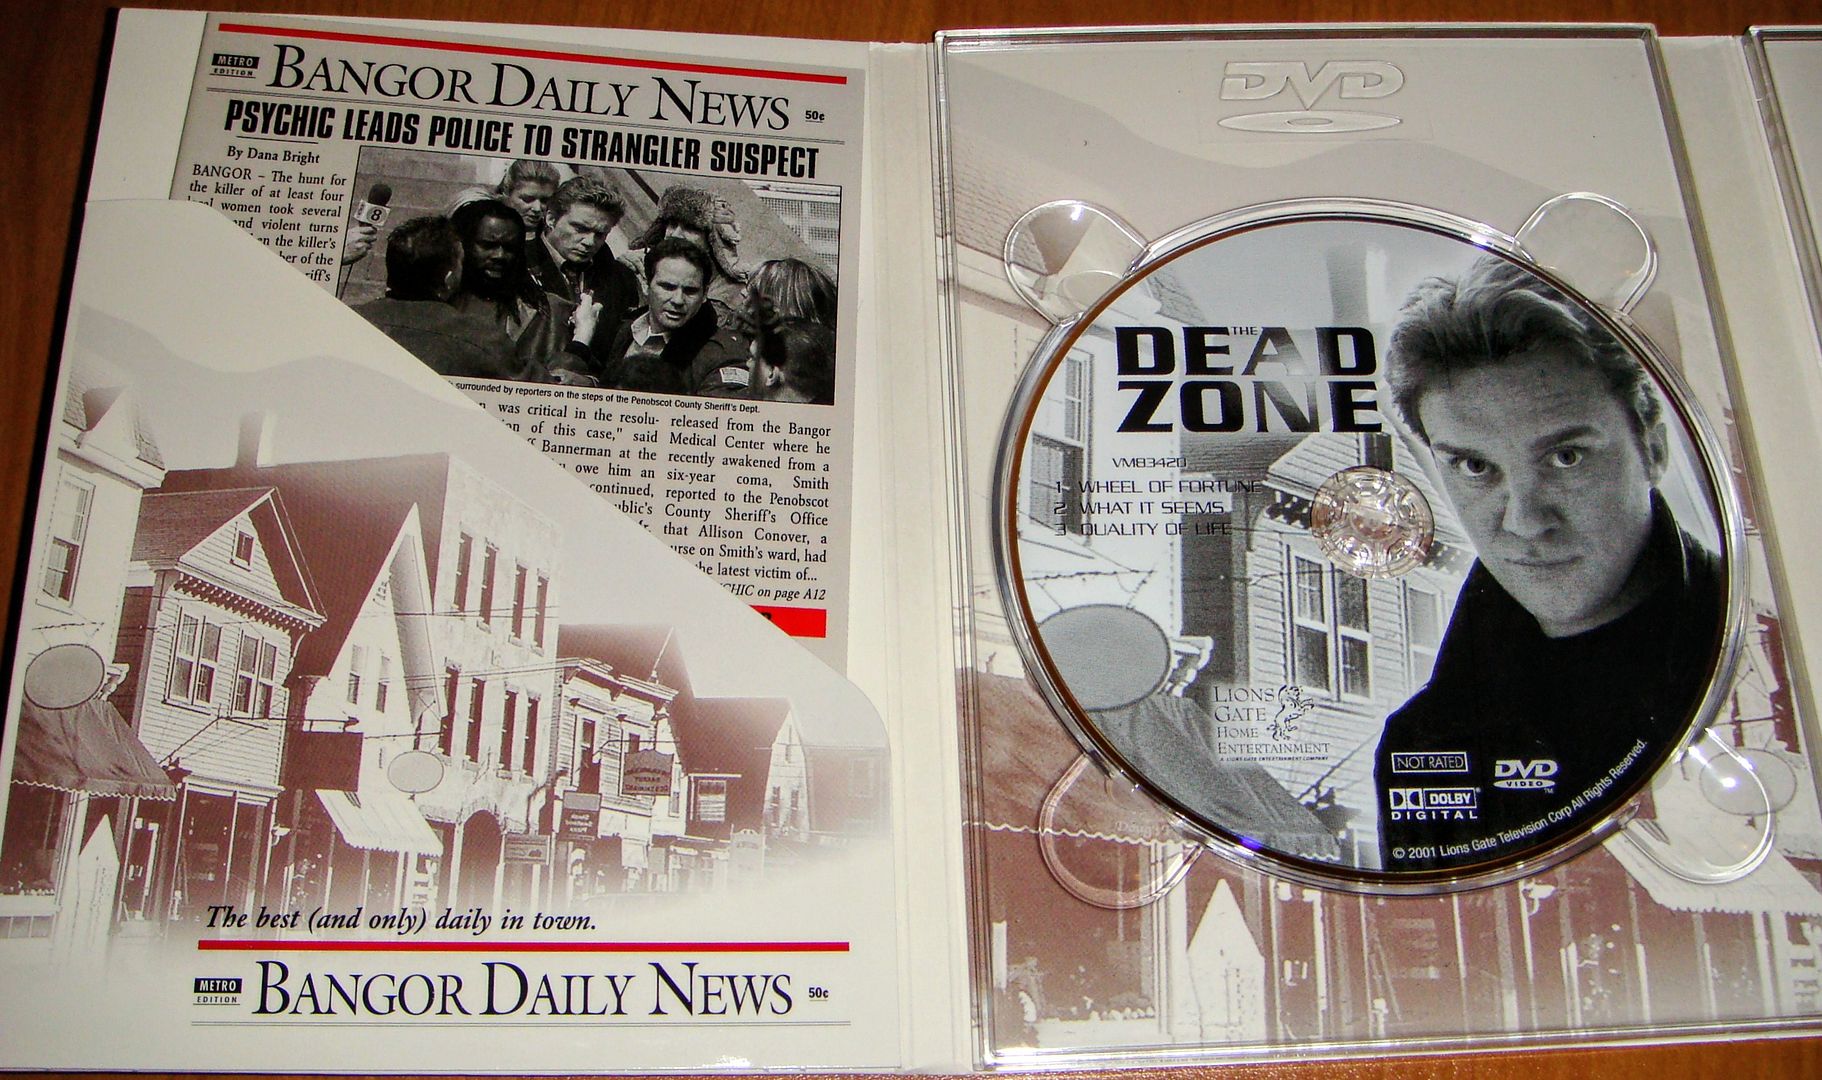 METRO
EDITION
BANGOR DAILY NEWS
50¢
PSYCHIC LEADS POLICE TO STRANGLER SUSPECT
By Dana Bright
BANGOR – The hunt for
the killer of at least four
women took several
and violent turns
the killer's
of the
8
surrounded by reporters on the steps of the Penobscot County Sheriff's Dept.
was critical in the resolu-
of this case," said
Bannerman at the
owe him an
continued,
released from the Bangor
Medical Center where he
recently awakened from a
six-year coma, Smith
reported to the Penobscot
County Sheriff's Office
that Allison Conover, a
on Smith's ward, had
the latest victim of...
on page A12
The best (and only) daily in town.
METRO
EDITION
BANGOR DAILY NEWS
50¢
DVD
THE
DEAD
ZONE
VM83420
1 WHEEL OF FORTUNE
2 WHAT IT SEEMS
3 QUALITY OF LIFE
LIONS
GATE
HOME
ENTERTAINMENT
A LIONS GATE ENTERTAINMENT COMPANY
NOT RATED
DVD
VIDEO™
DOLBY
DIGITAL
© 2001 Lions Gate Television Corp All Rights Reserved.